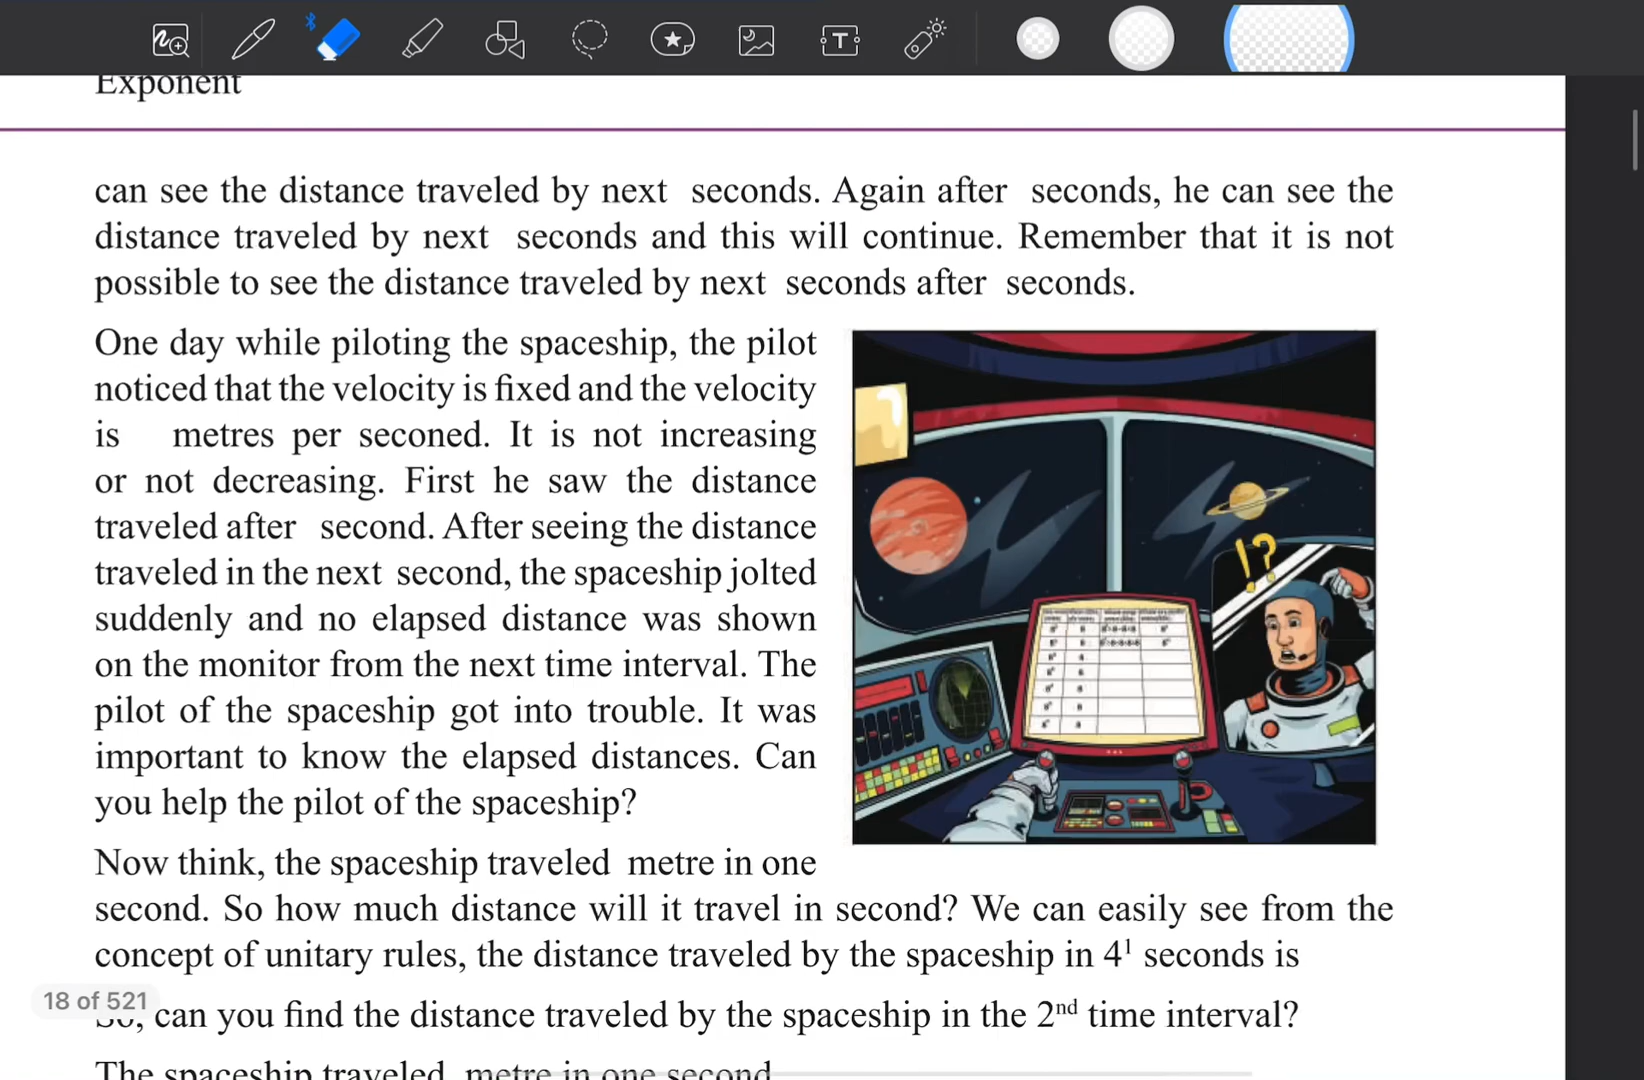 Exponent
can see the distance traveled by next seconds. Again after seconds, he can see the
distance traveled by next seconds and this will continue. Remember that it is not
possible to see the distance traveled by next seconds after seconds.
One day while piloting the spaceship, the pilot
noticed that the velocity is fixed and the velocity
is metres per seconed. It is not increasing
or not decreasing. First he saw the distance
traveled after second. After seeing the distance
traveled in the next second, the spaceship jolted
suddenly and no elapsed distance was shown
on the monitor from the next time interval. The
pilot of the spaceship got into trouble. It was
important to know the elapsed distances. Can
you help the pilot of the spaceship?
!?
Now think, the spaceship traveled metre in one
second. So how much distance will it travel in second? We can easily see from the
concept of unitary rules, the distance traveled by the spaceship in 4¹ seconds is
18 of 521
So, can you find the distance traveled by the spaceship in the 2nd time interval?
The spaceship traveled metre in one second